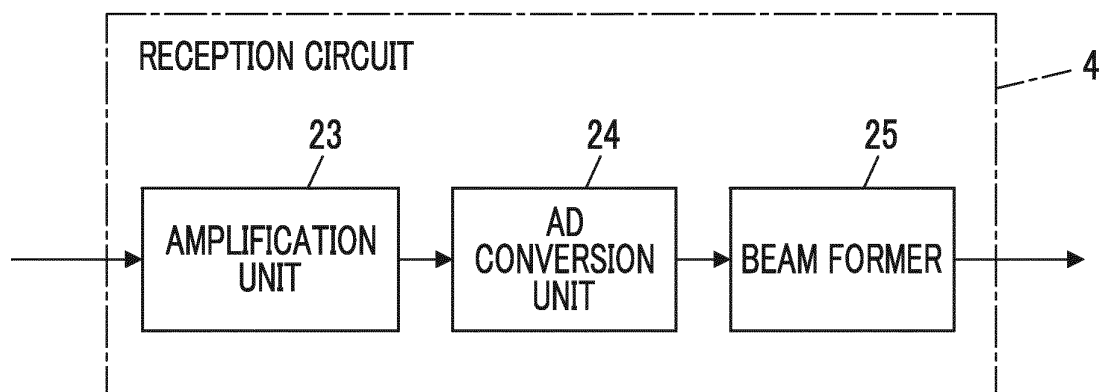 RECEPTION CIRCUIT
4
23
24
25
AMPLIFICATION
UNIT
AD
CONVERSION
UNIT
BEAM FORMER